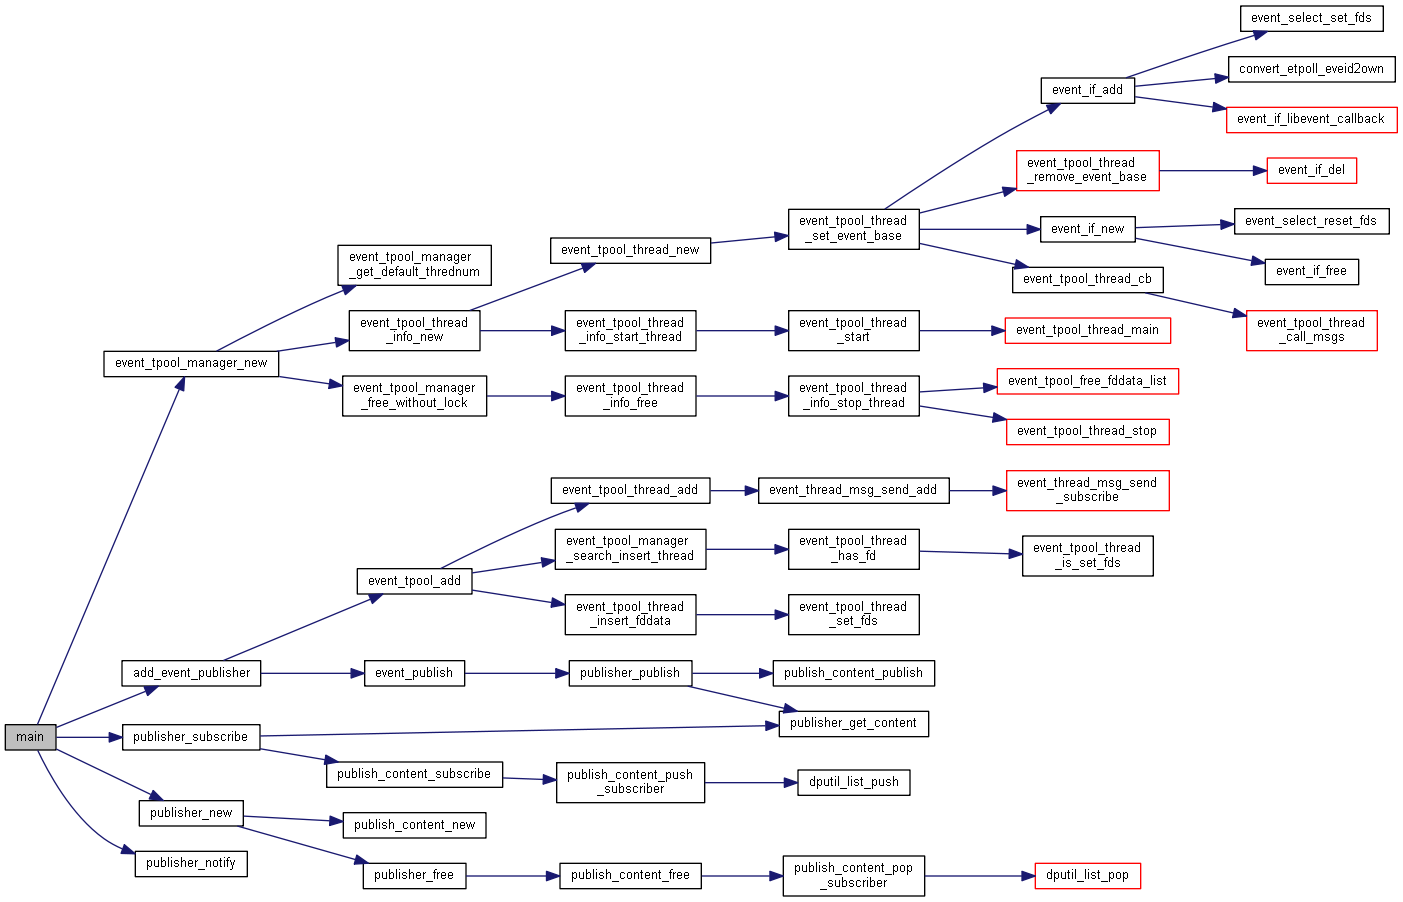 event_select_set_fds
convert_etpoll_eveid2own
event_if_add
event_if_libevent_callback
event_tpool_thread
_remove_event_base
event_if_del
event_tpool_thread
_set_event_base
event_if_new
event_select_reset_fds
event_tpool_manager
_get_default_thrednum
event_tpool_thread_new
event_if_free
event_tpool_thread_cb
event_tpool_thread
_info_new
event_tpool_thread
_info_start_thread
event_tpool_thread
_start
event_tpool_thread_main
event_tpool_thread
_call_msgs
event_tpool_manager_new
event_tpool_manager
_free_without_lock
event_tpool_thread
_info_free
event_tpool_thread
_info_stop_thread
event_tpool_free_fddata_list
event_tpool_thread_stop
event_tpool_thread_add
event_thread_msg_send_add
event_thread_msg_send
_subscribe
event_tpool_manager
_search_insert_thread
event_tpool_thread
_has_fd
event_tpool_thread
_is_set_fds
event_tpool_add
event_tpool_thread
_insert_fddata
event_tpool_thread
_set_fds
add_event_publisher
event_publish
publisher_publish
publish_content_publish
publisher_get_content
main
publisher_subscribe
publish_content_subscribe
publish_content_push
_subscriber
dputil_list_push
publisher_new
publish_content_new
publisher_notify
publisher_free
publish_content_free
publish_content_pop
_subscriber
dputil_list_pop